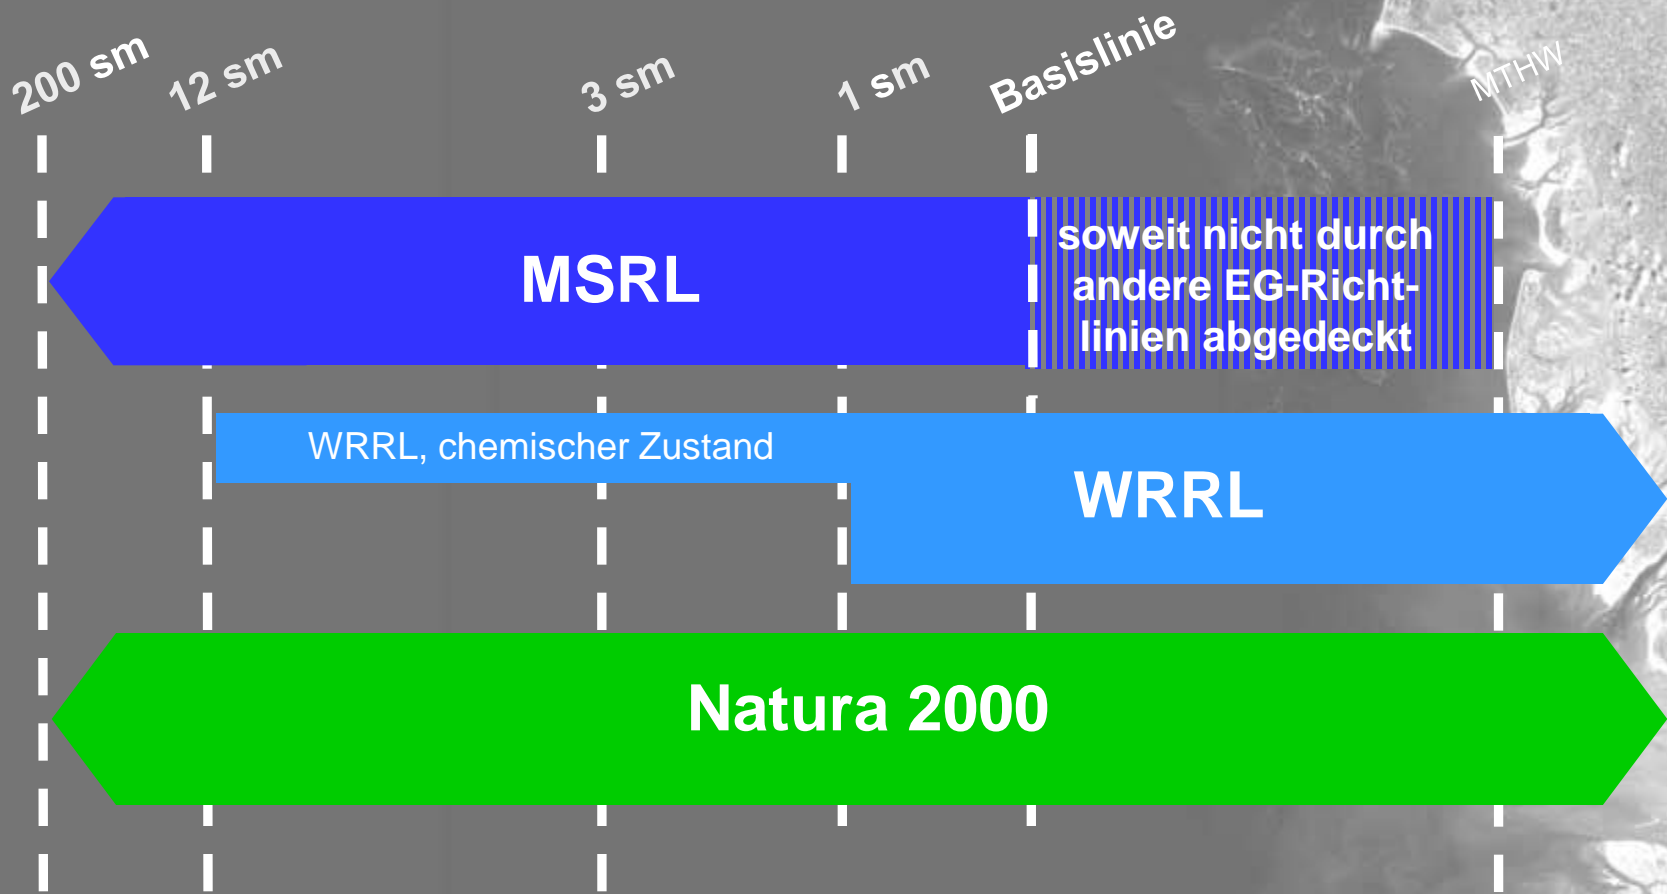 200 sm
12 sm
3 sm
1 sm
Basislinie
MTHW
MSRL
soweit nicht durch
andere EG-Richt-
linien abgedeckt
WRRL, chemischer Zustand
WRRL
Natura 2000